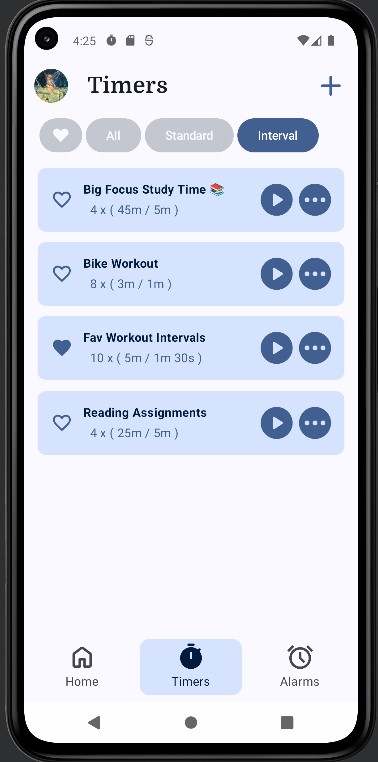 4:25
Timers
All
Standard
Interval
Big Focus Study Time 📚
4 x ( 45m / 5m )
Bike Workout
8 x ( 3m / 1m )
Fav Workout Intervals
10 x ( 5m / 1m 30s )
Reading Assignments
4 x ( 25m / 5m )
Home
Timers
Alarms